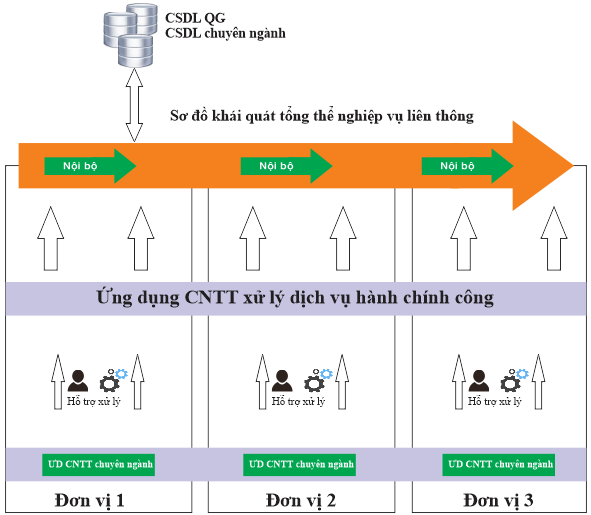 CSDL QG
CSDL chuyên ngành
Sơ đồ khái quát tổng thể nghiệp vụ liên thông
Nội bộ
Nội bộ
Nội bộ
Ứng dụng CNTT xử lý dịch vụ hành chính công
Hỗ trợ xử lý
Hỗ trợ xử lý
Hỗ trợ xử lý
ƯD CNTT chuyên ngành
ƯD CNTT chuyên ngành
ƯD CNTT chuyên ngành
Đơn vị 1
Đơn vị 2
Đơn vị 3